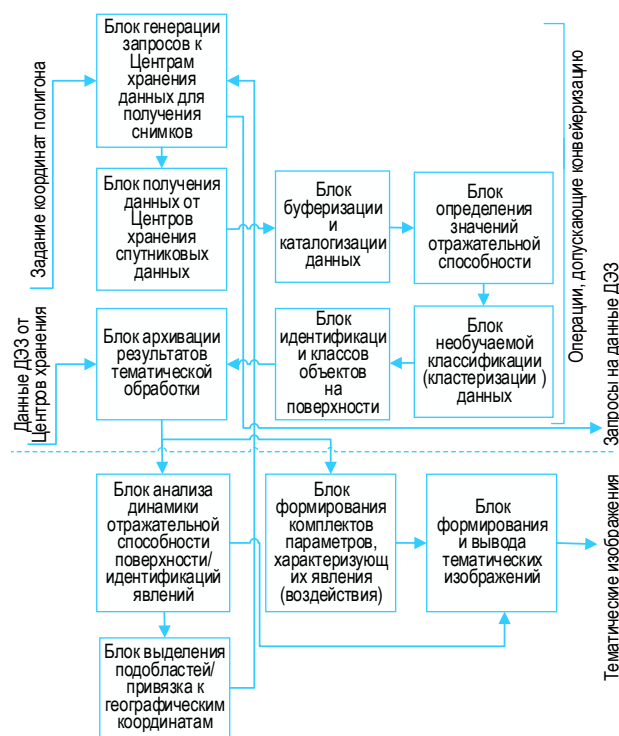 Блок генерации
запросов к
Центрам
хранения
данных для
получения
снимков
Задание координат полигона
Блок получения
данных от
Центров
хранения
спутниковых
данных
Блок
буферизации
и
каталогизации
данных
Блок
определения
значений
отражательной
способности
Операции, допускающие конвейеризацию
Данные ДЭЗ от
Центров хранения
Блок архивации
результатов
тематической
обработки
Блок
идентификаци
и классов
объектов
на
поверхности
Блок
необучаемой
классификации
(кластеризации )
данных
Запросы на данные ДЭЗ
Блок анализа
динамики
отражательной
способности
поверхности/
идентификаций
явлений
Блок
формирования
комплектов
параметров,
характеризующ
их явления
(воздействия)
Блок
формирования
и вывода
тематических
изображений
Тематические изображения
Блок выделения
подобластей/
привязка к
географическим
координатам